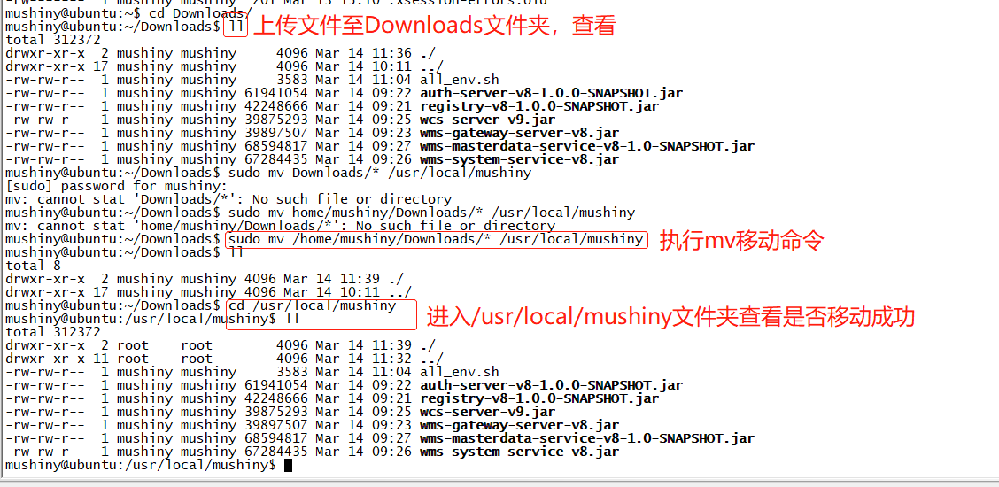 mushiny@ubuntu:~$ cd Downloads/
mushiny@ubuntu:~/Downloads$ ll 上传文件至Downloads文件夹，查看
total 312372
drwxr-xr-x  2 mushiny mushiny     4096 Mar 14 11:36 ./
drwxr-xr-x 17 mushiny mushiny     4096 Mar 14 10:11 ../
-rw-rw-r--  1 mushiny mushiny     3583 Mar 14 11:04 all_env.sh
-rw-rw-r--  1 mushiny mushiny 61941054 Mar 14 09:22 auth-server-v8-1.0.0-SNAPSHOT.jar
-rw-rw-r--  1 mushiny mushiny 42248666 Mar 14 09:21 registry-v8-1.0.0-SNAPSHOT.jar
-rw-rw-r--  1 mushiny mushiny 39875293 Mar 14 09:25 wcs-server-v9.jar
-rw-rw-r--  1 mushiny mushiny 39897507 Mar 14 09:23 wms-gateway-server-v8.jar
-rw-rw-r--  1 mushiny mushiny 68594817 Mar 14 09:27 wms-masterdata-service-v8-1.0-SNAPSHOT.jar
-rw-rw-r--  1 mushiny mushiny 67284435 Mar 14 09:26 wms-system-service-v8.jar
mushiny@ubuntu:~/Downloads$ sudo mv Downloads/* /usr/local/mushiny
[sudo] password for mushiny:
mv: cannot stat 'Downloads/*': No such file or directory
mushiny@ubuntu:~/Downloads$ sudo mv home/mushiny/Downloads/* /usr/local/mushiny
mv: cannot stat 'home/mushiny/Downloads/*': No such file or directory
mushiny@ubuntu:~/Downloads$ sudo mv /home/mushiny/Downloads/* /usr/local/mushiny 执行mv移动命令
mushiny@ubuntu:~/Downloads$ ll
total 8
drwxr-xr-x  2 mushiny mushiny 4096 Mar 14 11:39 ./
drwxr-xr-x 17 mushiny mushiny 4096 Mar 14 10:11 ../
mushiny@ubuntu:~/Downloads$ cd /usr/local/mushiny
mushiny@ubuntu:/usr/local/mushiny$ ll 进入/usr/local/mushiny文件夹查看是否移动成功
total 312372
drwxr-xr-x  2 root    root        4096 Mar 14 11:39 ./
drwxr-xr-x 11 root    root        4096 Mar 14 11:32 ../
-rw-rw-r--  1 mushiny mushiny     3583 Mar 14 11:04 all_env.sh
-rw-rw-r--  1 mushiny mushiny 61941054 Mar 14 09:22 auth-server-v8-1.0.0-SNAPSHOT.jar
-rw-rw-r--  1 mushiny mushiny 42248666 Mar 14 09:21 registry-v8-1.0.0-SNAPSHOT.jar
-rw-rw-r--  1 mushiny mushiny 39875293 Mar 14 09:25 wcs-server-v9.jar
-rw-rw-r--  1 mushiny mushiny 39897507 Mar 14 09:23 wms-gateway-server-v8.jar
-rw-rw-r--  1 mushiny mushiny 68594817 Mar 14 09:27 wms-masterdata-service-v8-1.0-SNAPSHOT.jar
-rw-rw-r--  1 mushiny mushiny 67284435 Mar 14 09:26 wms-system-service-v8.jar
mushiny@ubuntu:/usr/local/mushiny$